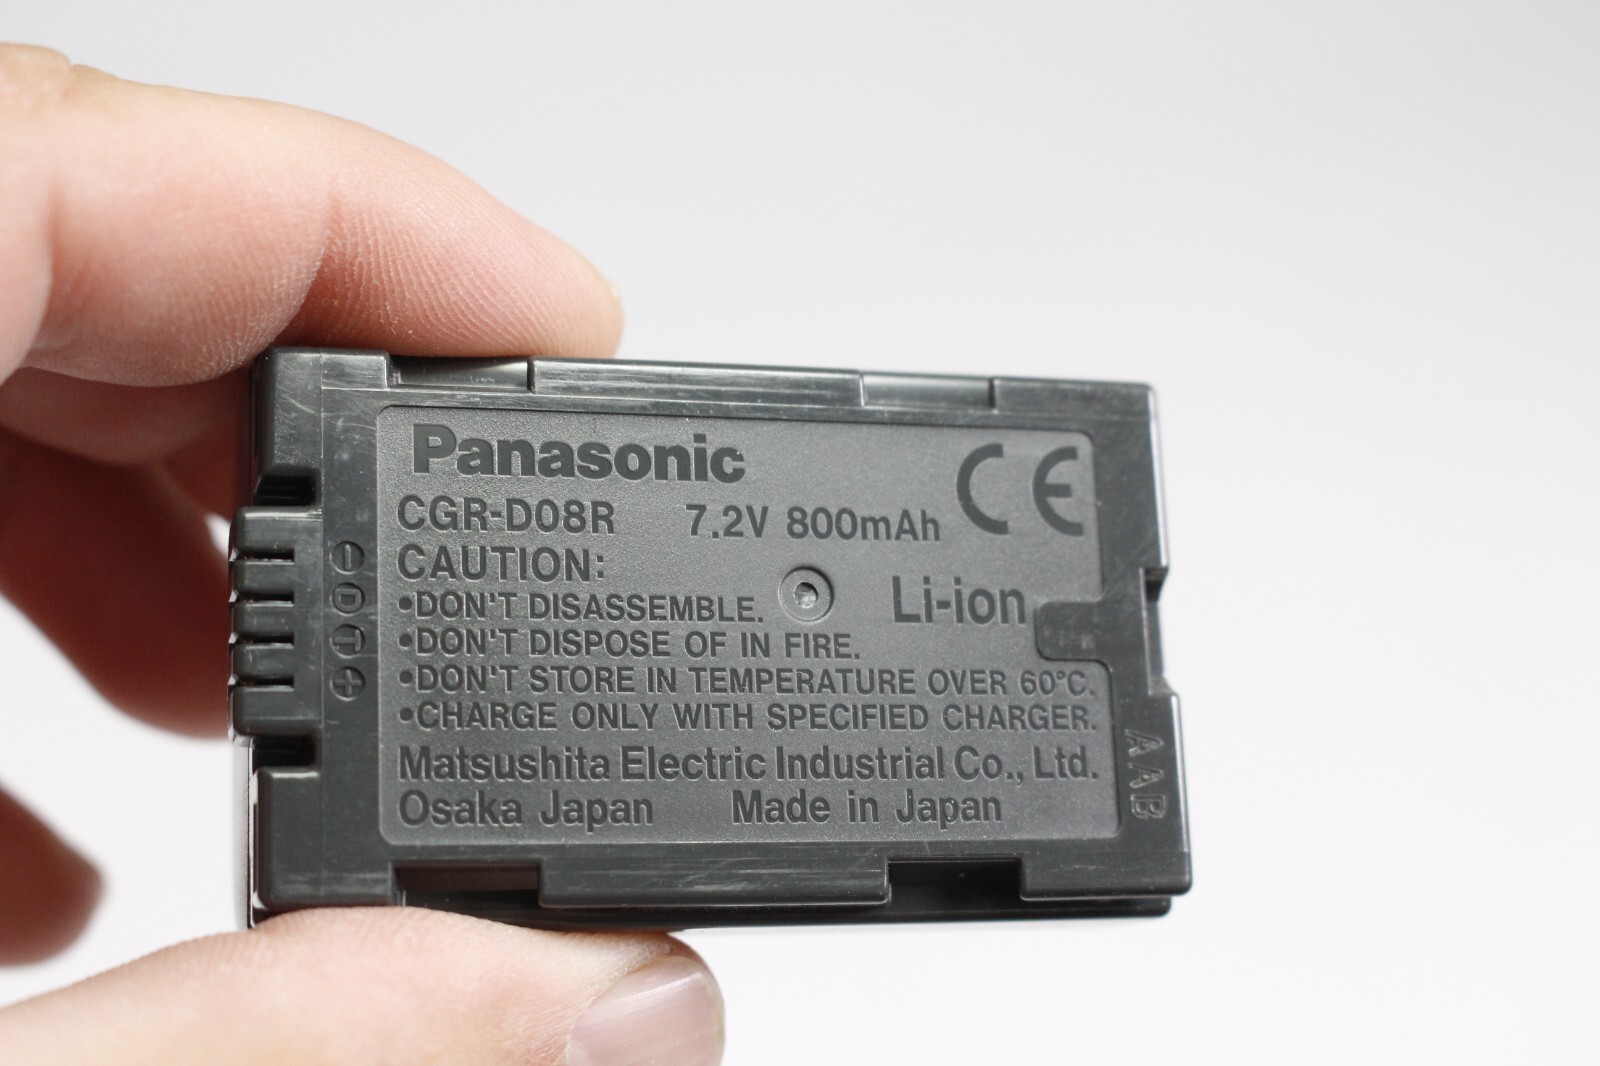 Panasonic
CE
CGR-D08R 7.2V 800mAh
CAUTION:
Li-ion
•DON'T DISASSEMBLE.
•DON'T DISPOSE OF IN FIRE.
•DON'T STORE IN TEMPERATURE OVER 60°C.
•CHARGE ONLY WITH SPECIFIED CHARGER.
Matsushita Electric Industrial Co., Ltd.
Osaka Japan Made in Japan
− D T +
AAB